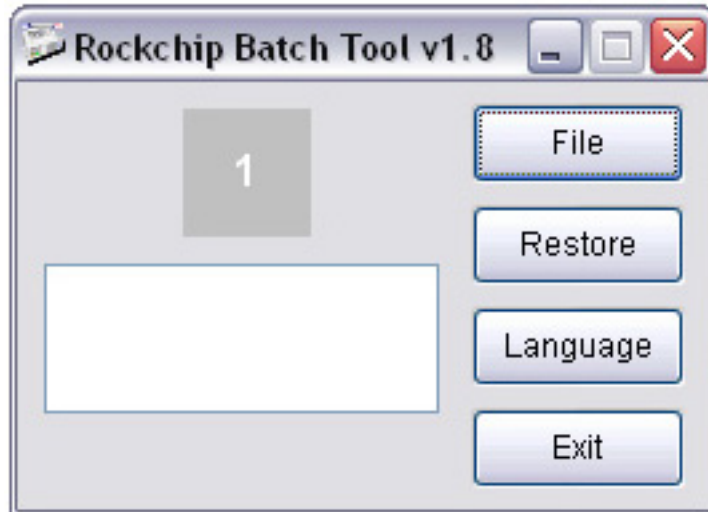 Rockchip Batch Tool v1.8
1
File
Restore
Language
Exit